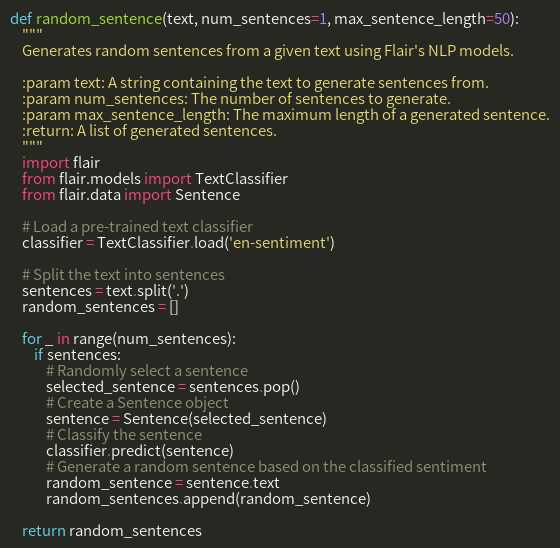 def random_sentence(text, num_sentences=1, max_sentence_length=50):
    """
    Generates random sentences from a given text using Flair's NLP models.

    :param text: A string containing the text to generate sentences from.
    :param num_sentences: The number of sentences to generate.
    :param max_sentence_length: The maximum length of a generated sentence.
    :return: A list of generated sentences.
    """
    import flair
    from flair.models import TextClassifier
    from flair.data import Sentence

    # Load a pre-trained text classifier
    classifier = TextClassifier.load('en-sentiment')

    # Split the text into sentences
    sentences = text.split('.')
    random_sentences = []

    for _ in range(num_sentences):
        if sentences:
            # Randomly select a sentence
            selected_sentence = sentences.pop()
            # Create a Sentence object
            sentence = Sentence(selected_sentence)
            # Classify the sentence
            classifier.predict(sentence)
            # Generate a random sentence based on the classified sentiment
            random_sentence = sentence.text
            random_sentences.append(random_sentence)

    return random_sentences